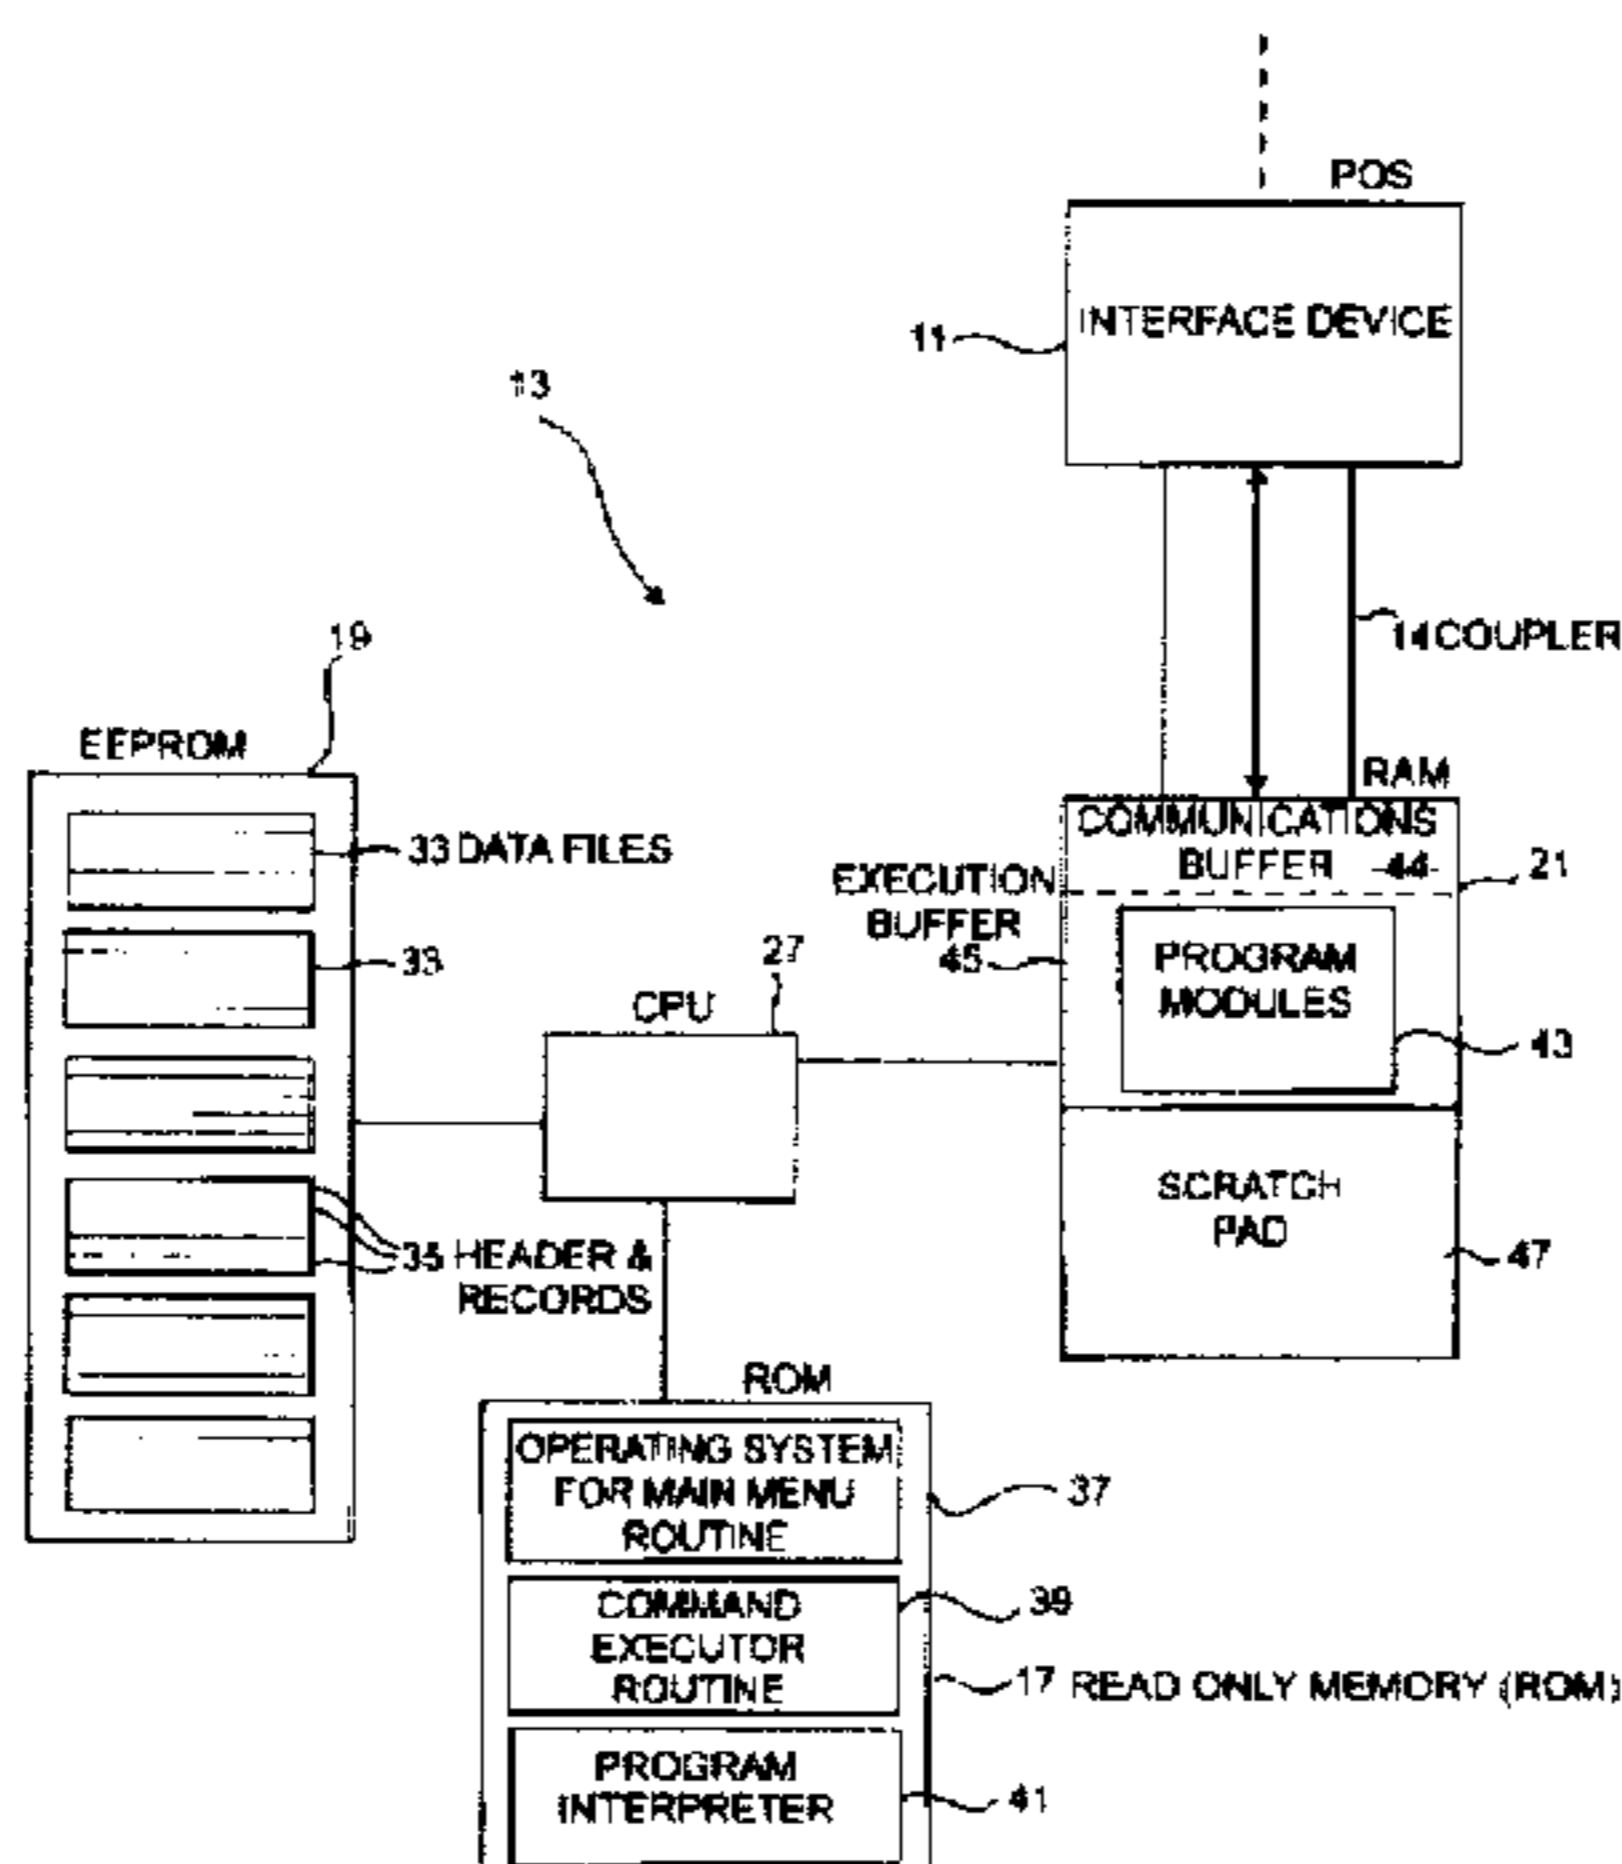 POS
INTERFACE DEVICE
11
13
14 COUPLER
19
EEPROM
RAM
COMMUNICATIONS
BUFFER -44-
33 DATA FILES
21
EXECUTION
BUFFER
45
33
27
CPU
PROGRAM
MODULES
43
SCRATCH
PAD
47
35 HEADER &
RECORDS
ROM
OPERATING SYSTEM
FOR MAIN MENU
ROUTINE
37
COMMAND
EXECUTOR
ROUTINE
39
17 READ ONLY MEMORY (ROM)
PROGRAM
INTERPRETER
41